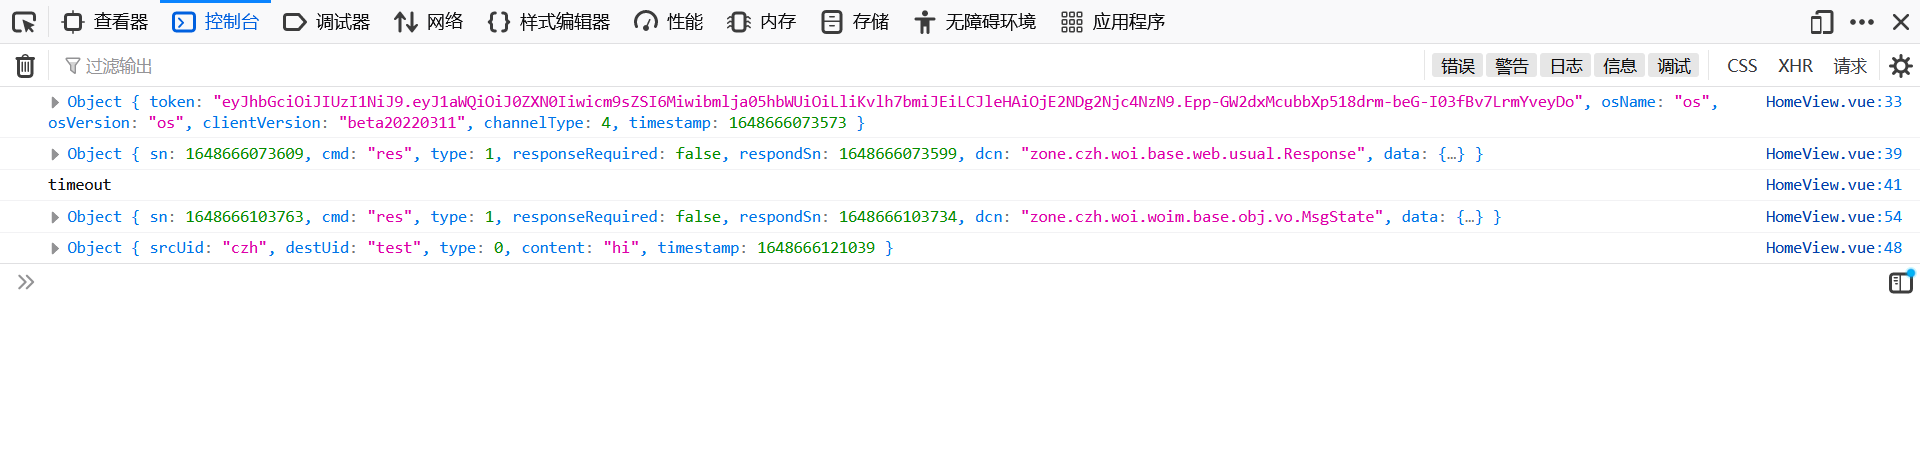 查看器 控制台 调试器 网络 样式编辑器 性能 内存 存储 无障碍环境 应用程序
过滤输出 错误 警告 日志 信息 调试 CSS XHR 请求
Object { token: "eyJhbGciOiJIUzI1NiJ9.eyJ1aWQiOiJ0ZXN0Iiwicm9sZSI6Miwibmlja05hbWUiOiLliKvlh7bmiJEiLCJleHAiOjE2NDg2Njc4NzN9.Epp-GW2dxMcubbXp518drm-beG-I03fBv7LrmYveyDo", osName: "os", HomeView.vue:33
osVersion: "os", clientVersion: "beta20220311", channelType: 4, timestamp: 1648666073573 }
Object { sn: 1648666073609, cmd: "res", type: 1, responseRequired: false, respondSn: 1648666073599, dcn: "zone.czh.woi.base.web.usual.Response", data: {…} } HomeView.vue:39
timeout HomeView.vue:41
Object { sn: 1648666103763, cmd: "res", type: 1, responseRequired: false, respondSn: 1648666103734, dcn: "zone.czh.woi.woim.base.obj.vo.MsgState", data: {…} } HomeView.vue:54
Object { srcUid: "czh", destUid: "test", type: 0, content: "hi", timestamp: 1648666121039 } HomeView.vue:48